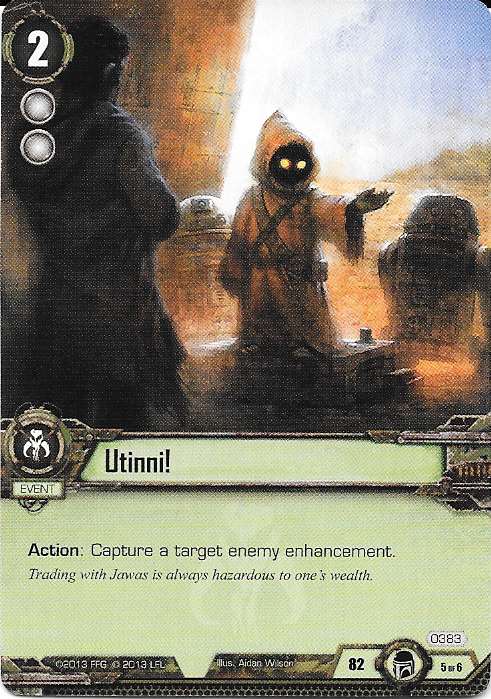 2
Utinni!
EVENT
Action: Capture a target enemy enhancement.
Trading with Jawas is always hazardous to one's wealth.
0383
©2013 FFG © 2013 LFL
Illus. Aidan Wilson
82
5 OF 6